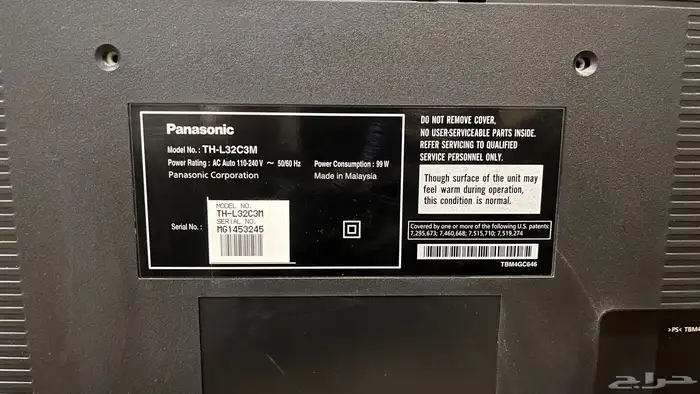 Panasonic
Model No. : TH-L32C3M
Power Rating : AC Auto 110-240 V ~ 50/60 Hz Power Consumption : 99 W
Panasonic Corporation Made in Malaysia
MODEL NO.
TH-L32C3M
SERIAL NO.
Serial No. : MG1453245
DO NOT REMOVE COVER,
NO USER-SERVICEABLE PARTS INSIDE.
REFER SERVICING TO QUALIFIED
SERVICE PERSONNEL ONLY.
Though surface of the unit may
feel warm during operation,
this condition is normal.
Covered by one or more of the following U.S. patents:
7,295,673; 7,460,668; 7,515,710; 7,519,274
TBM4GC646
>PS< TBM4
حراج